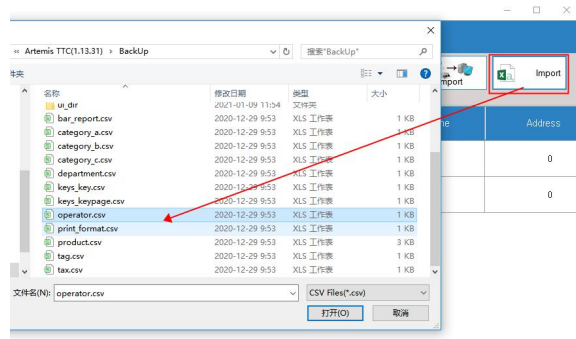 « Artemis TTC(1.13.31) > BackUp
搜索"BackUp"
Import
名称 修改日期 类型 大小
Address
ui_dir 2021-01-09 11:54 文件夹
bar_report.csv 2020-12-29 9:53 XLS 工作表 1 KB
category_a.csv 2020-12-29 9:53 XLS 工作表 1 KB
category_b.csv 2020-12-29 9:53 XLS 工作表 1 KB
0
category_c.csv 2020-12-29 9:53 XLS 工作表 1 KB
department.csv 2020-12-29 9:53 XLS 工作表 1 KB
keys_key.csv 2020-12-29 9:53 XLS 工作表 1 KB
0
keys_keypage.csv 2020-12-29 9:53 XLS 工作表 1 KB
operator.csv 2020-12-29 9:53 XLS 工作表 1 KB
print_format.csv 2020-12-29 9:53 XLS 工作表 1 KB
product.csv 2020-12-29 9:53 XLS 工作表 3 KB
tag.csv 2020-12-29 9:53 XLS 工作表 1 KB
tax.csv 2020-12-29 9:53 XLS 工作表 1 KB
文件名(N): operator.csv CSV Files(*.csv)
打开(O) 取消